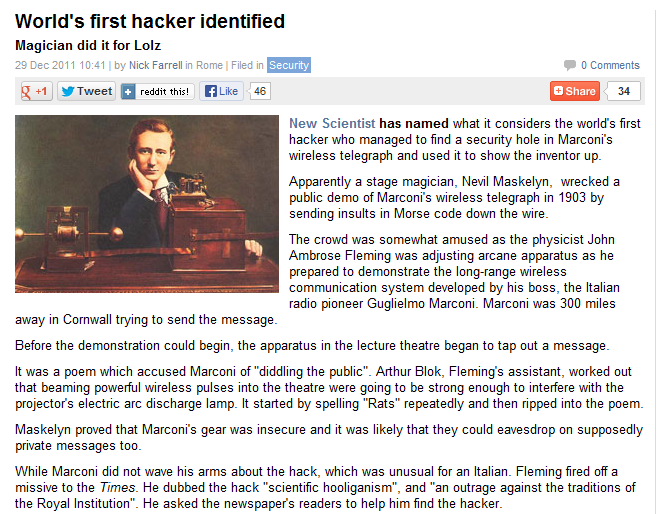 World's first hacker identified
Magician did it for Lolz
29 Dec 2011 10:41 | by Nick Farrell in Rome | Filed in Security
0 Comments
g +1 Tweet reddit this! Like 46
Share 34
New Scientist has named what it considers the world's first
hacker who managed to find a security hole in Marconi's
wireless telegraph and used it to show the inventor up.
Apparently a stage magician, Nevil Maskelyn, wrecked a
public demo of Marconi's wireless telegraph in 1903 by
sending insults in Morse code down the wire.
The crowd was somewhat amused as the physicist John
Ambrose Fleming was adjusting arcane apparatus as he
prepared to demonstrate the long-range wireless
communication system developed by his boss, the Italian
radio pioneer Guglielmo Marconi. Marconi was 300 miles
away in Cornwall trying to send the message.
Before the demonstration could begin, the apparatus in the lecture theatre began to tap out a message.
It was a poem which accused Marconi of "diddling the public". Arthur Blok, Fleming's assistant, worked out
that beaming powerful wireless pulses into the theatre were going to be strong enough to interfere with the
projector's electric arc discharge lamp. It started by spelling "Rats" repeatedly and then ripped into the poem.
Maskelyn proved that Marconi's gear was insecure and it was likely that they could eavesdrop on supposedly
private messages too.
While Marconi did not wave his arms about the hack, which was unusual for an Italian. Fleming fired off a
missive to the Times. He dubbed the hack "scientific hooliganism", and "an outrage against the traditions of
the Royal Institution". He asked the newspaper's readers to help him find the hacker.